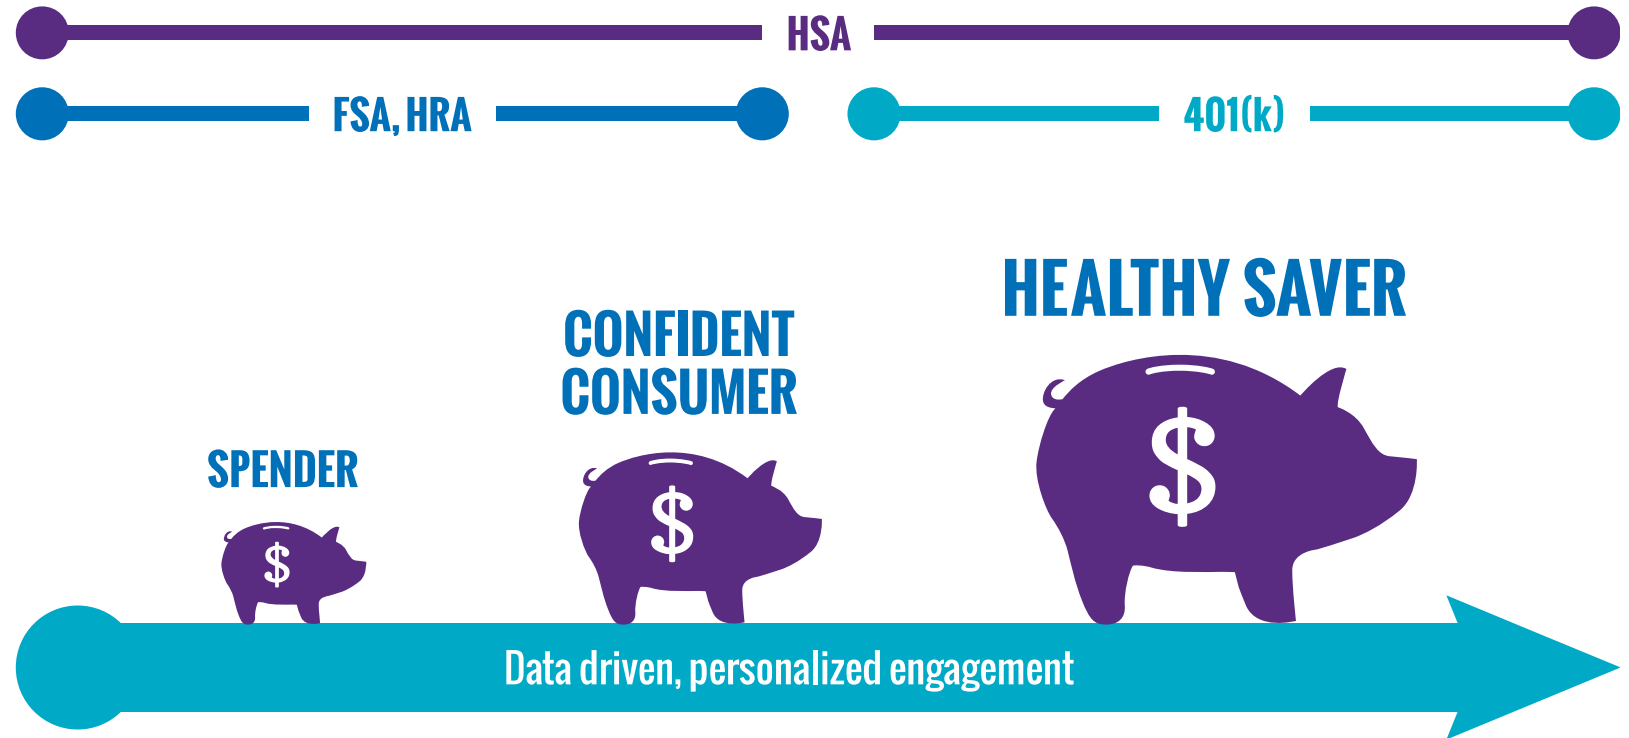 HSA
FSA, HRA
401(k)
HEALTHY SAVER
CONFIDENT
CONSUMER
SPENDER
$
$
$
Data driven, personalized engagement